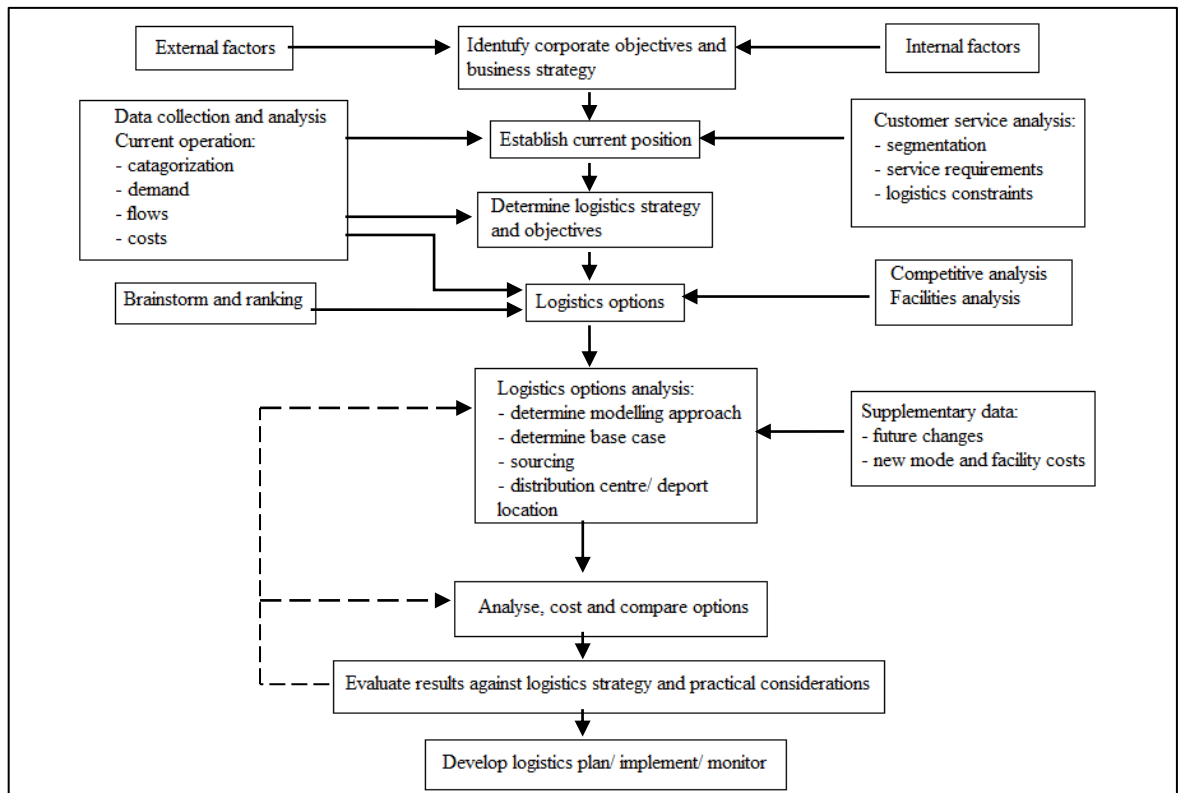 External factors
Identufy corporate objectives and
business strategy
Internal factors
Data collection and analysis
Current operation:
- catagorization
- demand
- flows
- costs
Establish current position
Customer service analysis:
- segmentation
- service requirements
- logistics constraints
Determine logistics strategy
and objectives
Brainstorm and ranking
Logistics options
Competitive analysis
Facilities analysis
Logistics options analysis:
- determine modelling approach
- determine base case
- sourcing
- distribution centre/ deport
location
Supplementary data:
- future changes
- new mode and facility costs
Analyse, cost and compare options
Evaluate results against logistics strategy and practical considerations
Develop logistics plan/ implement/ monitor